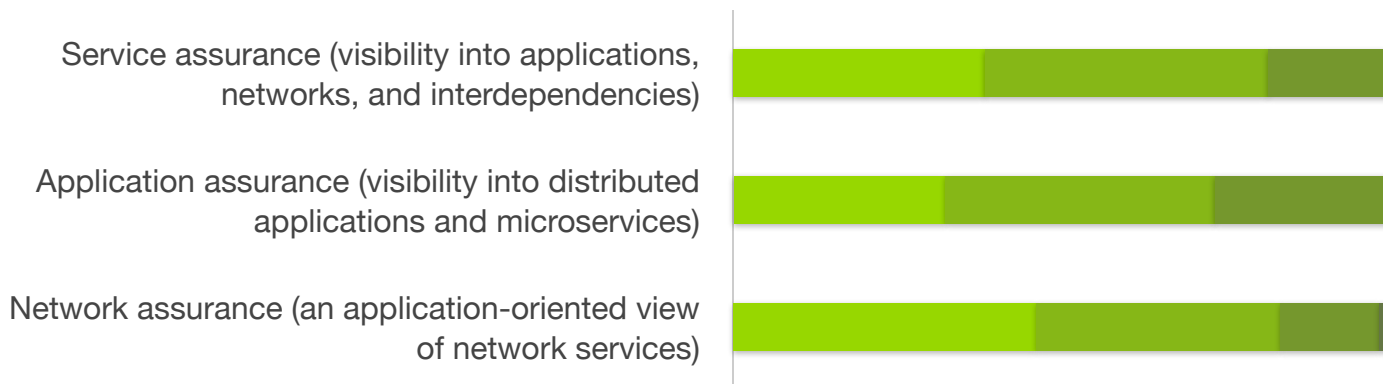 Service assurance (visibility into applications,
networks, and interdependencies)
Application assurance (visibility into distributed
applications and microservices)
Network assurance (an application-oriented view
of network services)